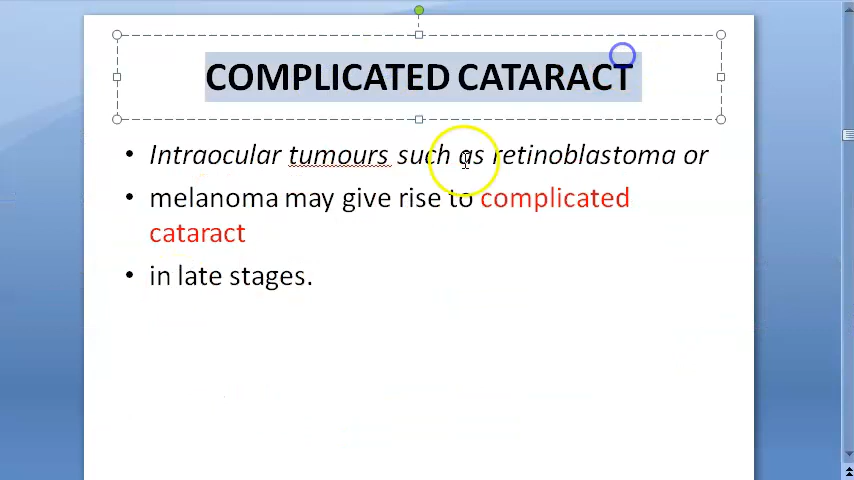 COMPLICATED CATARACT
• Intraocular tumours such as retinoblastoma or
• melanoma may give rise to complicated
cataract
• in late stages.